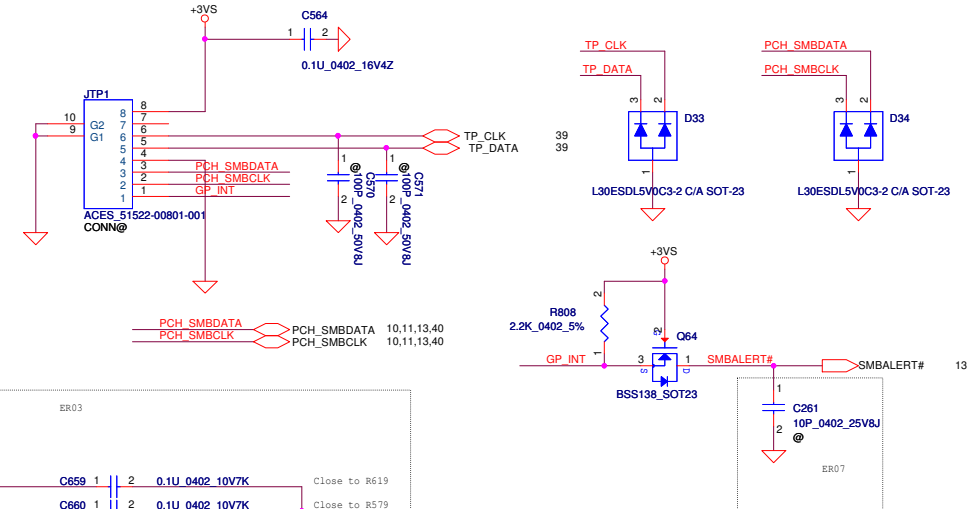 +3VS
C564
1 2
0.1U_0402_16V4Z
JTP1
10 G2
9 G1
8 8
7 7
6 6
5 5
4 4
3 3
2 2
1 1
PCH_SMBDATA
PCH_SMBCLK
GP_INT
ACES_51522-00801-001
CONN@
TP_CLK 39
TP_DATA 39
1
2
@
100P_0402_50V8J
C570
1
2
@
100P_0402_50V8J
C571
PCH_SMBDATA PCH_SMBDATA 10,11,13,40
PCH_SMBCLK PCH_SMBCLK 10,11,13,40
TP_CLK
TP_DATA
3 2
D33
1
L30ESDL5V0C3-2 C/A SOT-23
PCH_SMBDATA
PCH_SMBCLK
3 2
D34
1
L30ESDL5V0C3-2 C/A SOT-23
+3VS
2
R808
2.2K_0402_5%
1
2
G
Q64
GP_INT 3 S 1 D SMBALERT# SMBALERT# 13
BSS138_SOT23
1
C261
10P_0402_25V8J
2
@
ER07
ER03
C659 1 2 0.1U_0402_10V7K Close to R619
C660 1 2 0.1U_0402_10V7K Close to R579